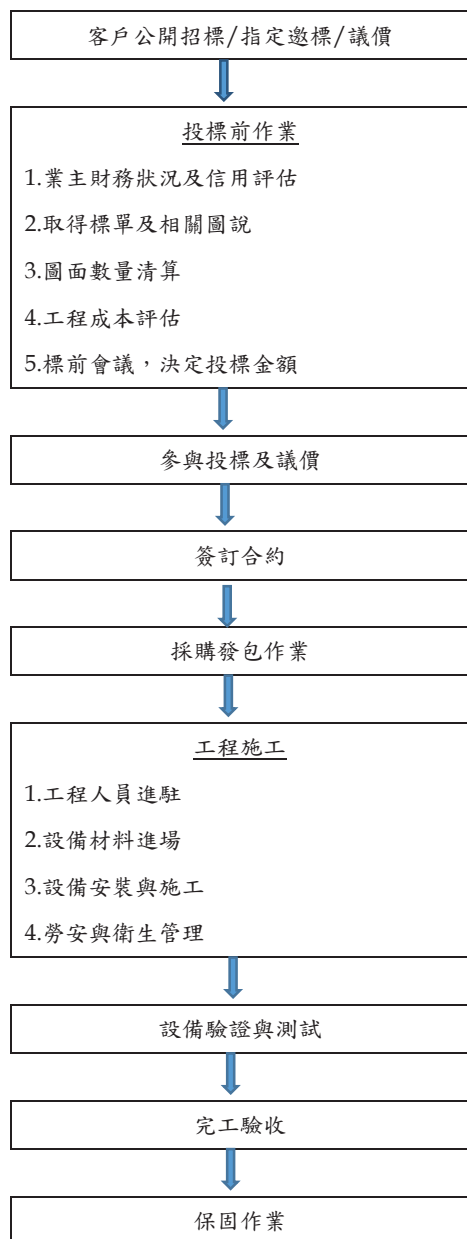 客戶公開招標/指定邀標/議價
投標前作業
1.業主財務狀況及信用評估
2.取得標單及相關圖說
3.圖面數量清算
4.工程成本評估
5.標前會議，決定投標金額
參與投標及議價
簽訂合約
採購發包作業
工程施工
1.工程人員進駐
2.設備材料進場
3.設備安裝與施工
4.勞安與衛生管理
設備驗證與測試
完工驗收
保固作業